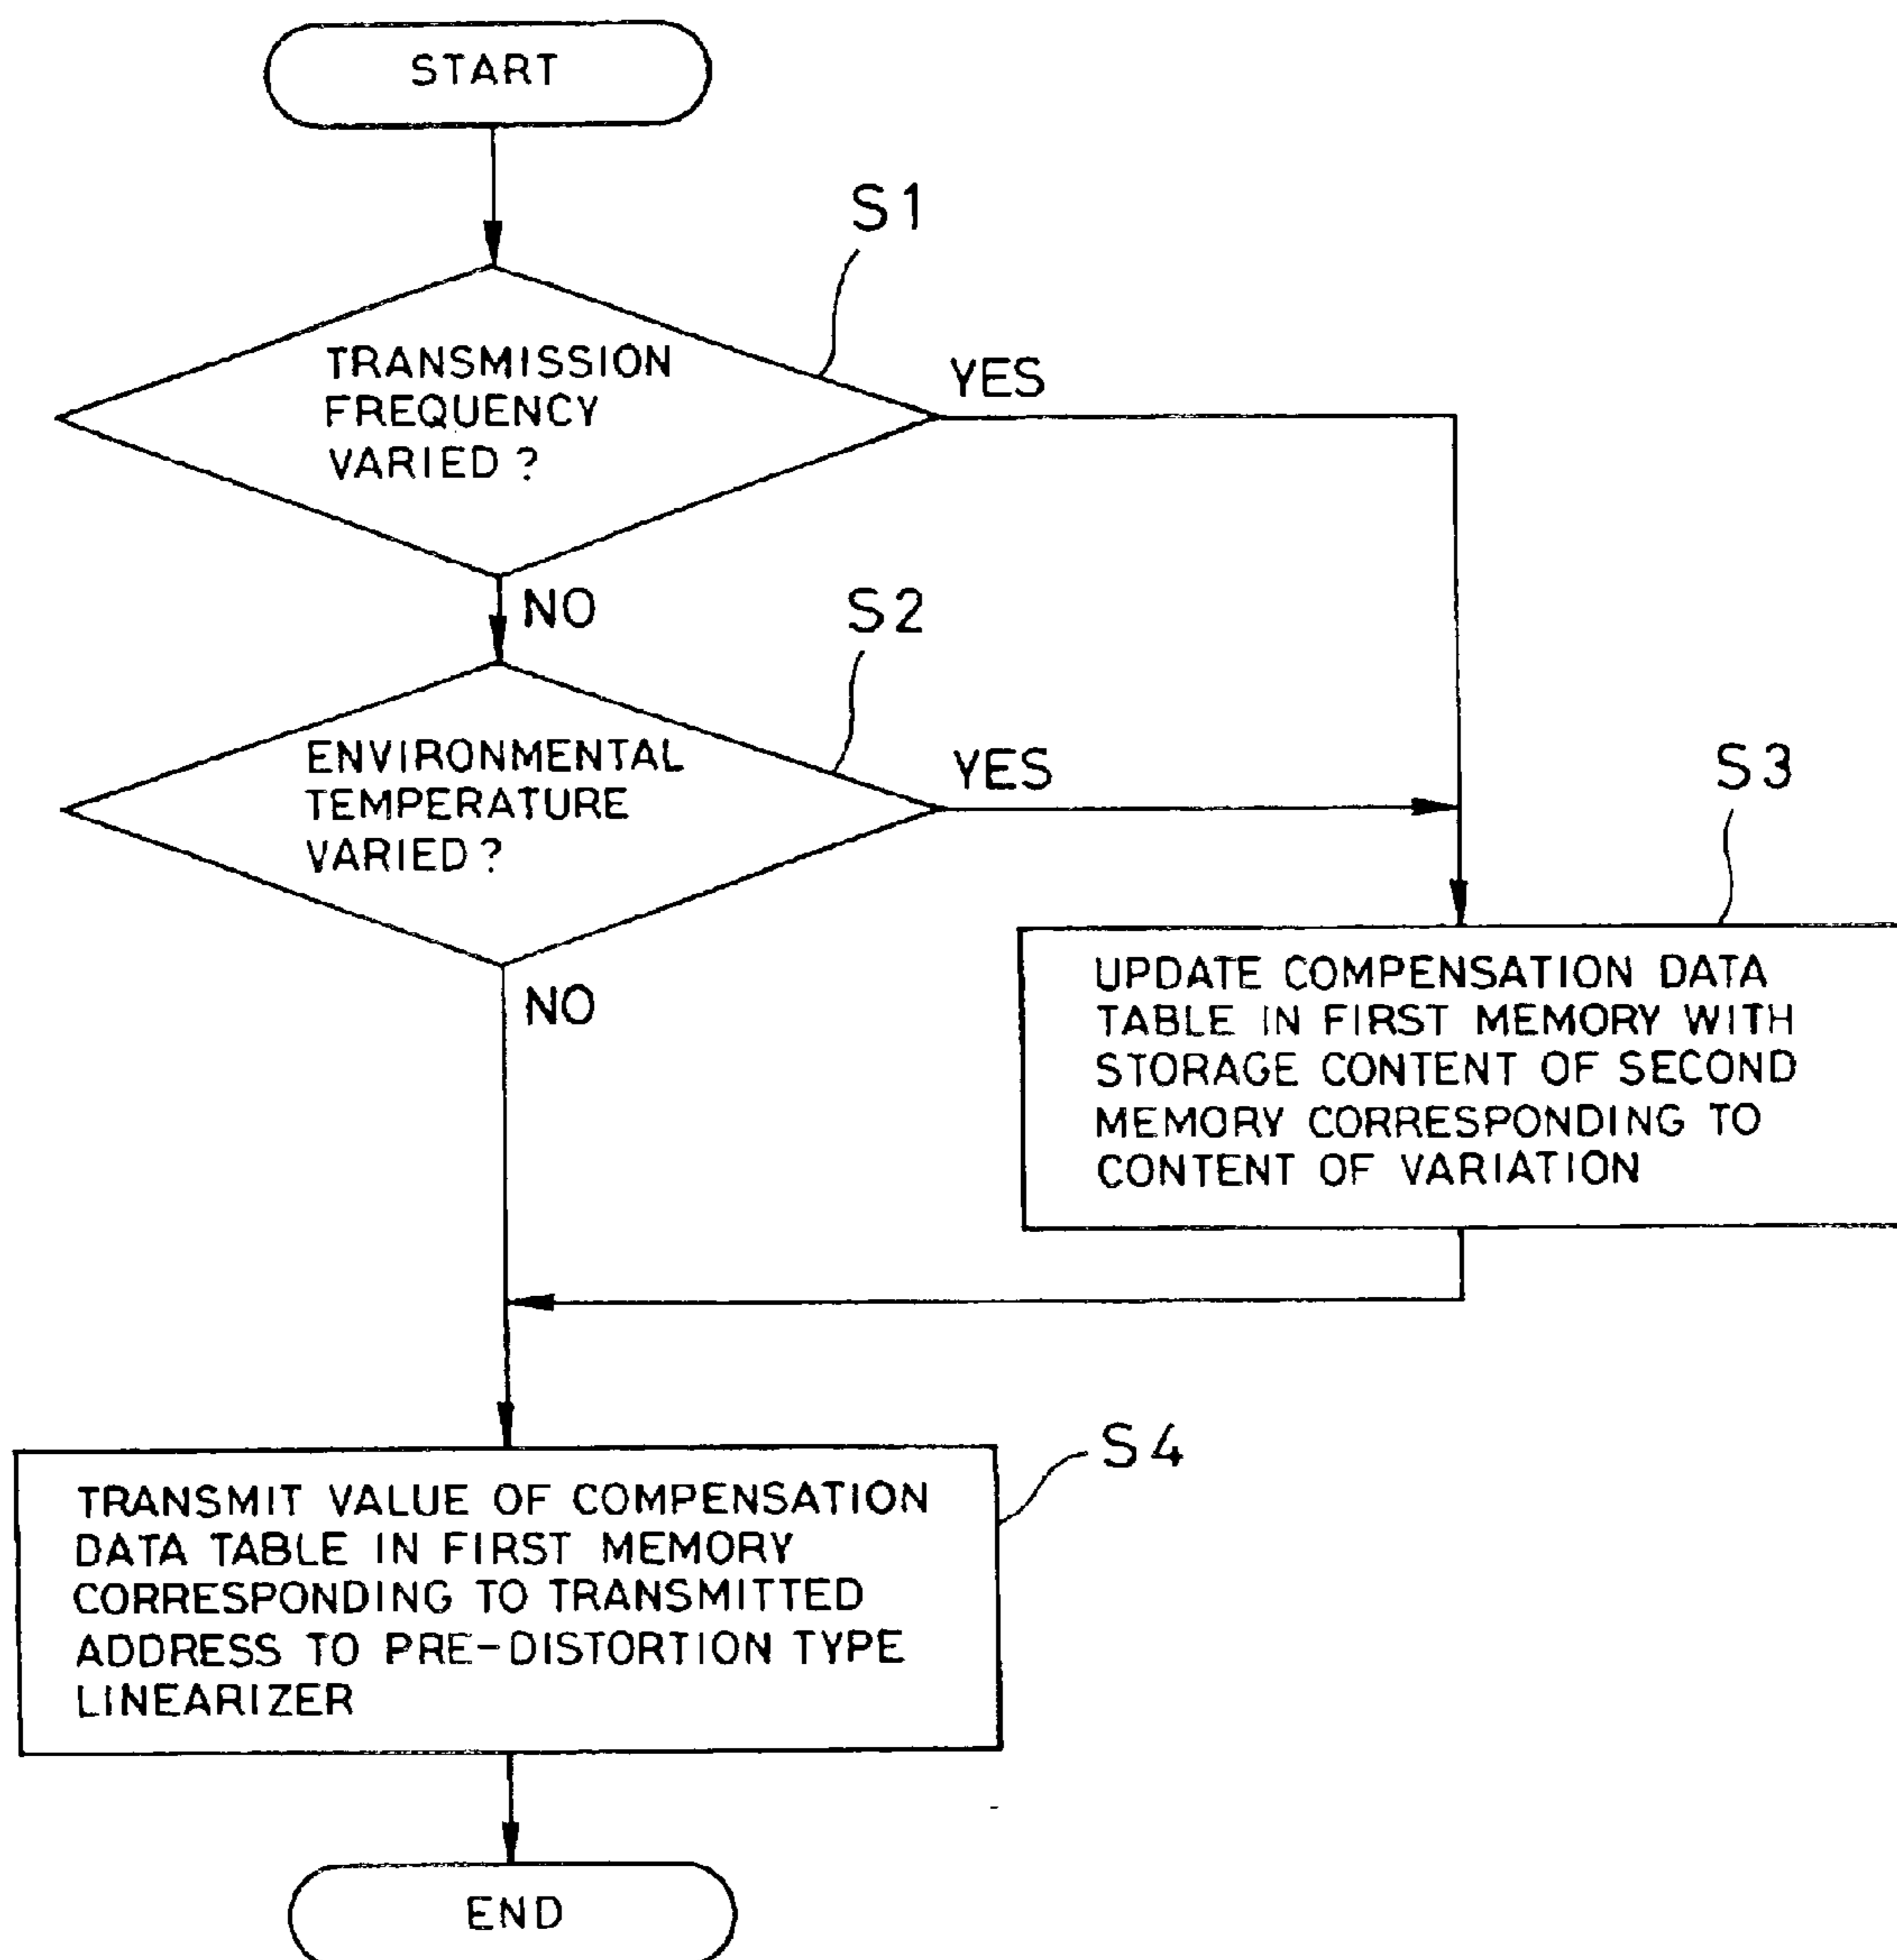 START
S1
TRANSMISSION
FREQUENCY
VARIED ?
YES
NO
S2
ENVIRONMENTAL
TEMPERATURE
VARIED ?
YES
NO
S3
UPDATE COMPENSATION DATA
TABLE IN FIRST MEMORY WITH
STORAGE CONTENT OF SECOND
MEMORY CORRESPONDING TO
CONTENT OF VARIATION
S4
TRANSMIT VALUE OF COMPENSATION
DATA TABLE IN FIRST MEMORY
CORRESPONDING TO TRANSMITTED
ADDRESS TO PRE-DISTORTION TYPE
LINEARIZER
END